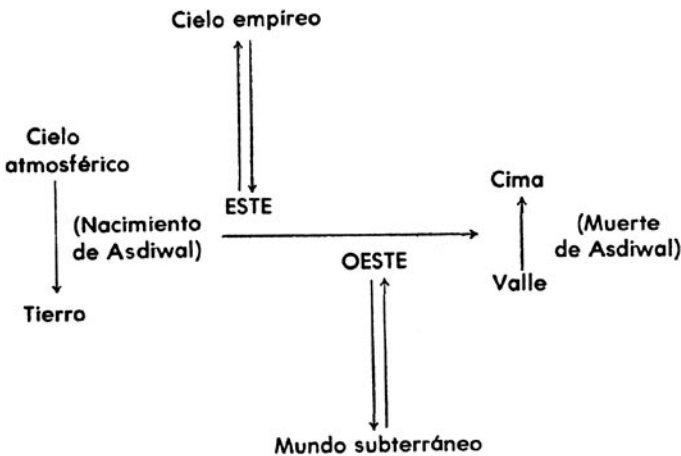 Cielo empíreo
Cielo
atmosférico
Cima
ESTE
(Nacimiento
de Asdiwal)
(Muerte
de Asdiwal)
OESTE
Valle
Tierro
Mundo subterráneo